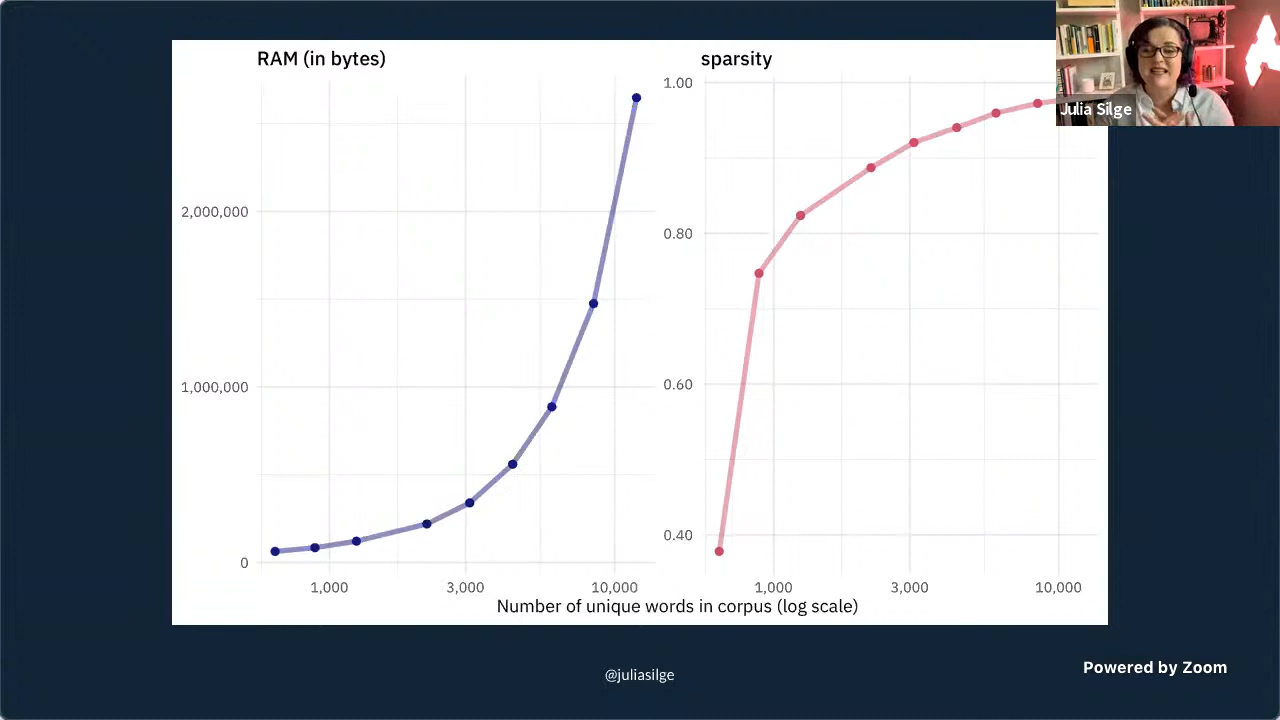 RAM (in bytes)
2,000,000
1,000,000
0
1,000
3,000
10,000
sparsity
1.00
0.80
0.60
0.40
1,000
3,000
10,000
Number of unique words in corpus (log scale)
Julia Silge
@juliasilge
Powered by Zoom